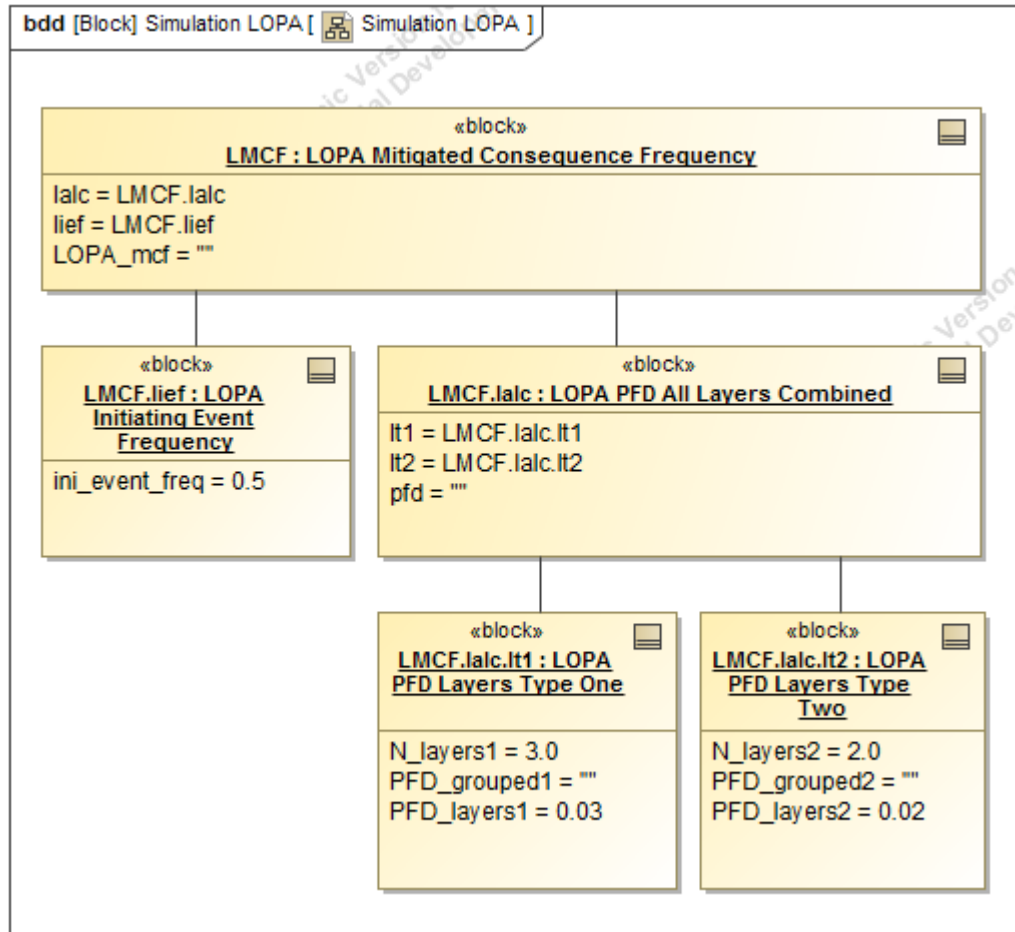 bdd [Block] Simulation LOPA [ Simulation LOPA ]
«block»
LMCF : LOPA Mitigated Consequence Frequency
lalc = LMCF.lalc
lief = LMCF.lief
LOPA_mcf = ""
«block»
LMCF.lief : LOPA
Initiating Event
Frequency
ini_event_freq = 0.5
«block»
LMCF.lalc : LOPA PFD All Layers Combined
lt1 = LMCF.lalc.lt1
lt2 = LMCF.lalc.lt2
pfd = ""
«block»
LMCF.lalc.lt1 : LOPA
PFD Layers Type One
N_layers1 = 3.0
PFD_grouped1 = ""
PFD_layers1 = 0.03
«block»
LMCF.lalc.lt2 : LOPA
PFD Layers Type
Two
N_layers2 = 2.0
PFD_grouped2 = ""
PFD_layers2 = 0.02